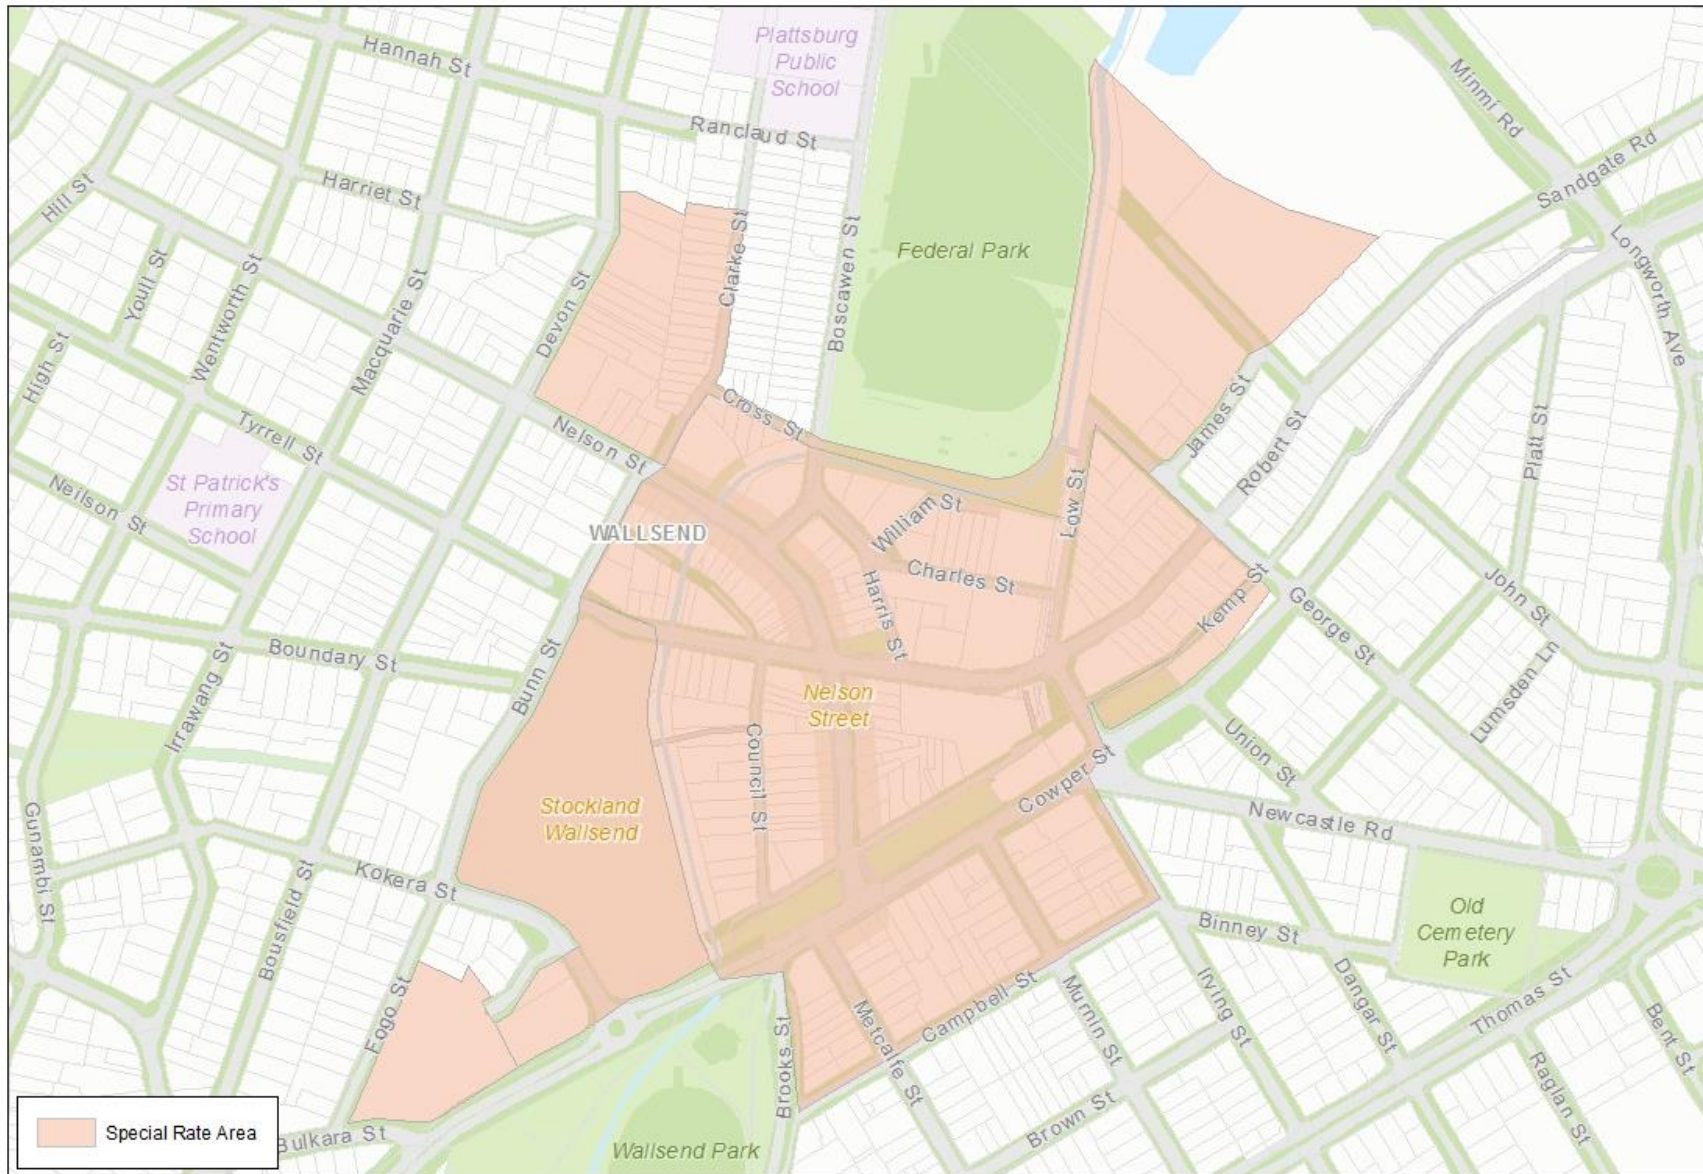 Hannah St
Plattsburg
Public
School
Ranclaud St
Minmi Rd
Sandgate Rd
Hill St
Harriet St
Clarke St
Boscawen St
Federal Park
Longworth Ave
Youll St
Wentworth St
Macquarie St
Devon St
High St
Tyrrell St
Nelson St
Cross St
James St
Robert St
Platt St
Neilson St
St Patrick's
Primary
School
WALLSEND
William St
Low St
Charles St
Harris St
Kemp St
George St
John St
Boundary St
Irrawang St
Bunn St
Nelson
Street
Lumsden Ln
Union St
Council St
Stockland
Wallsend
Cowper St
Newcastle Rd
Gunambi St
Kokera St
Bousfield St
Old
Cemetery
Park
Binney St
Fogo St
Irving St
Dangar St
Thomas St
Murnin St
Campbell St
Metcalfe St
Brooks St
Bent St
Raglan St
Brown St
Special Rate Area
Bulkara St
Wallsend Park